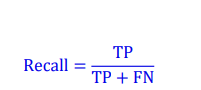 Recall = TP / (TP + FN)